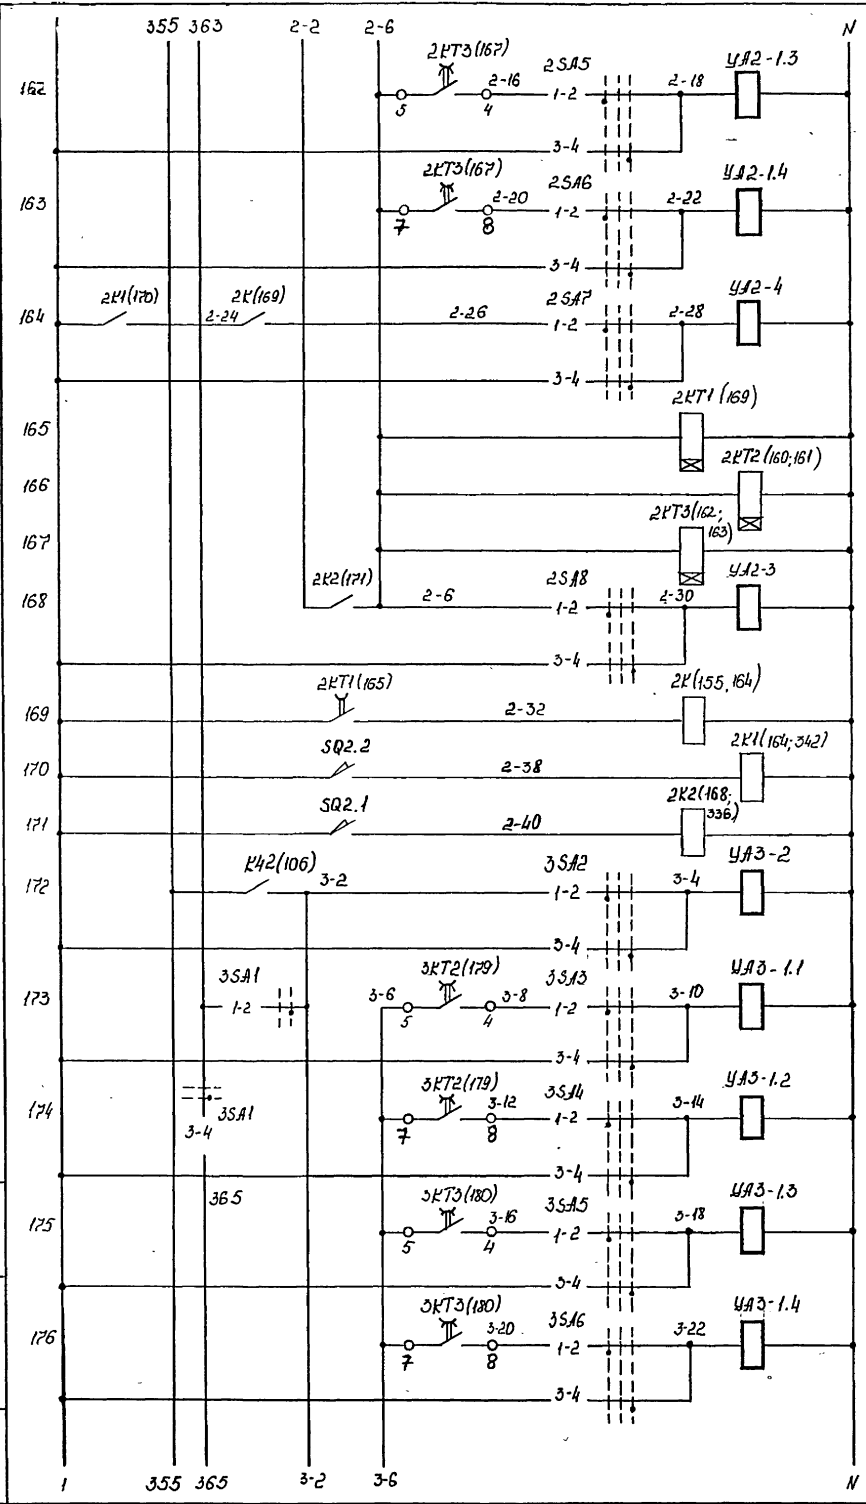 355 363 2-2 2-6 N
2КТ3(167) 2SA5 УА2-1.3
162 5 2-16 4 1-2 2-18
3-4
2КТ3(167) 2SA6 УА2-1.4
163 7 2-20 8 1-2 2-22
3-4
2К1(170) 2К(169) 2SA7 УА2-4
164 2-24 2-26 1-2 2-28
3-4
2КТ1(169)
165
2КТ2(160;161)
166
2КТ3(162;
163)
167
2К2(171) 2SA8 УА2-3
168 2-6 1-2 2-30
3-4
2КТ1(165) 2К(155,164)
169 2-32
SQ2.2 2К1(164;342)
170 2-38
SQ2.1 2К2(168;
336)
171 2-40
К42(106) 3SA2 УА3-2
172 3-2 1-2 3-4
3-4
3SA1 3КТ2(179) 3SA3 УА3-1.1
173 1-2 3-6 5 3-8 4 1-2 3-10
3-4
3КТ2(179) 3SA4 УА3-1.2
174 3SA1 7 3-12 8 1-2 3-14
3-4
3-4
365 3КТ3(180) 3SA5 УА3-1.3
175 5 3-16 4 1-2 3-18
3-4
3КТ3(180) 3SA6 УА3-1.4
176 7 3-20 8 1-2 3-22
3-4
1 355 365 3-2 3-6 N